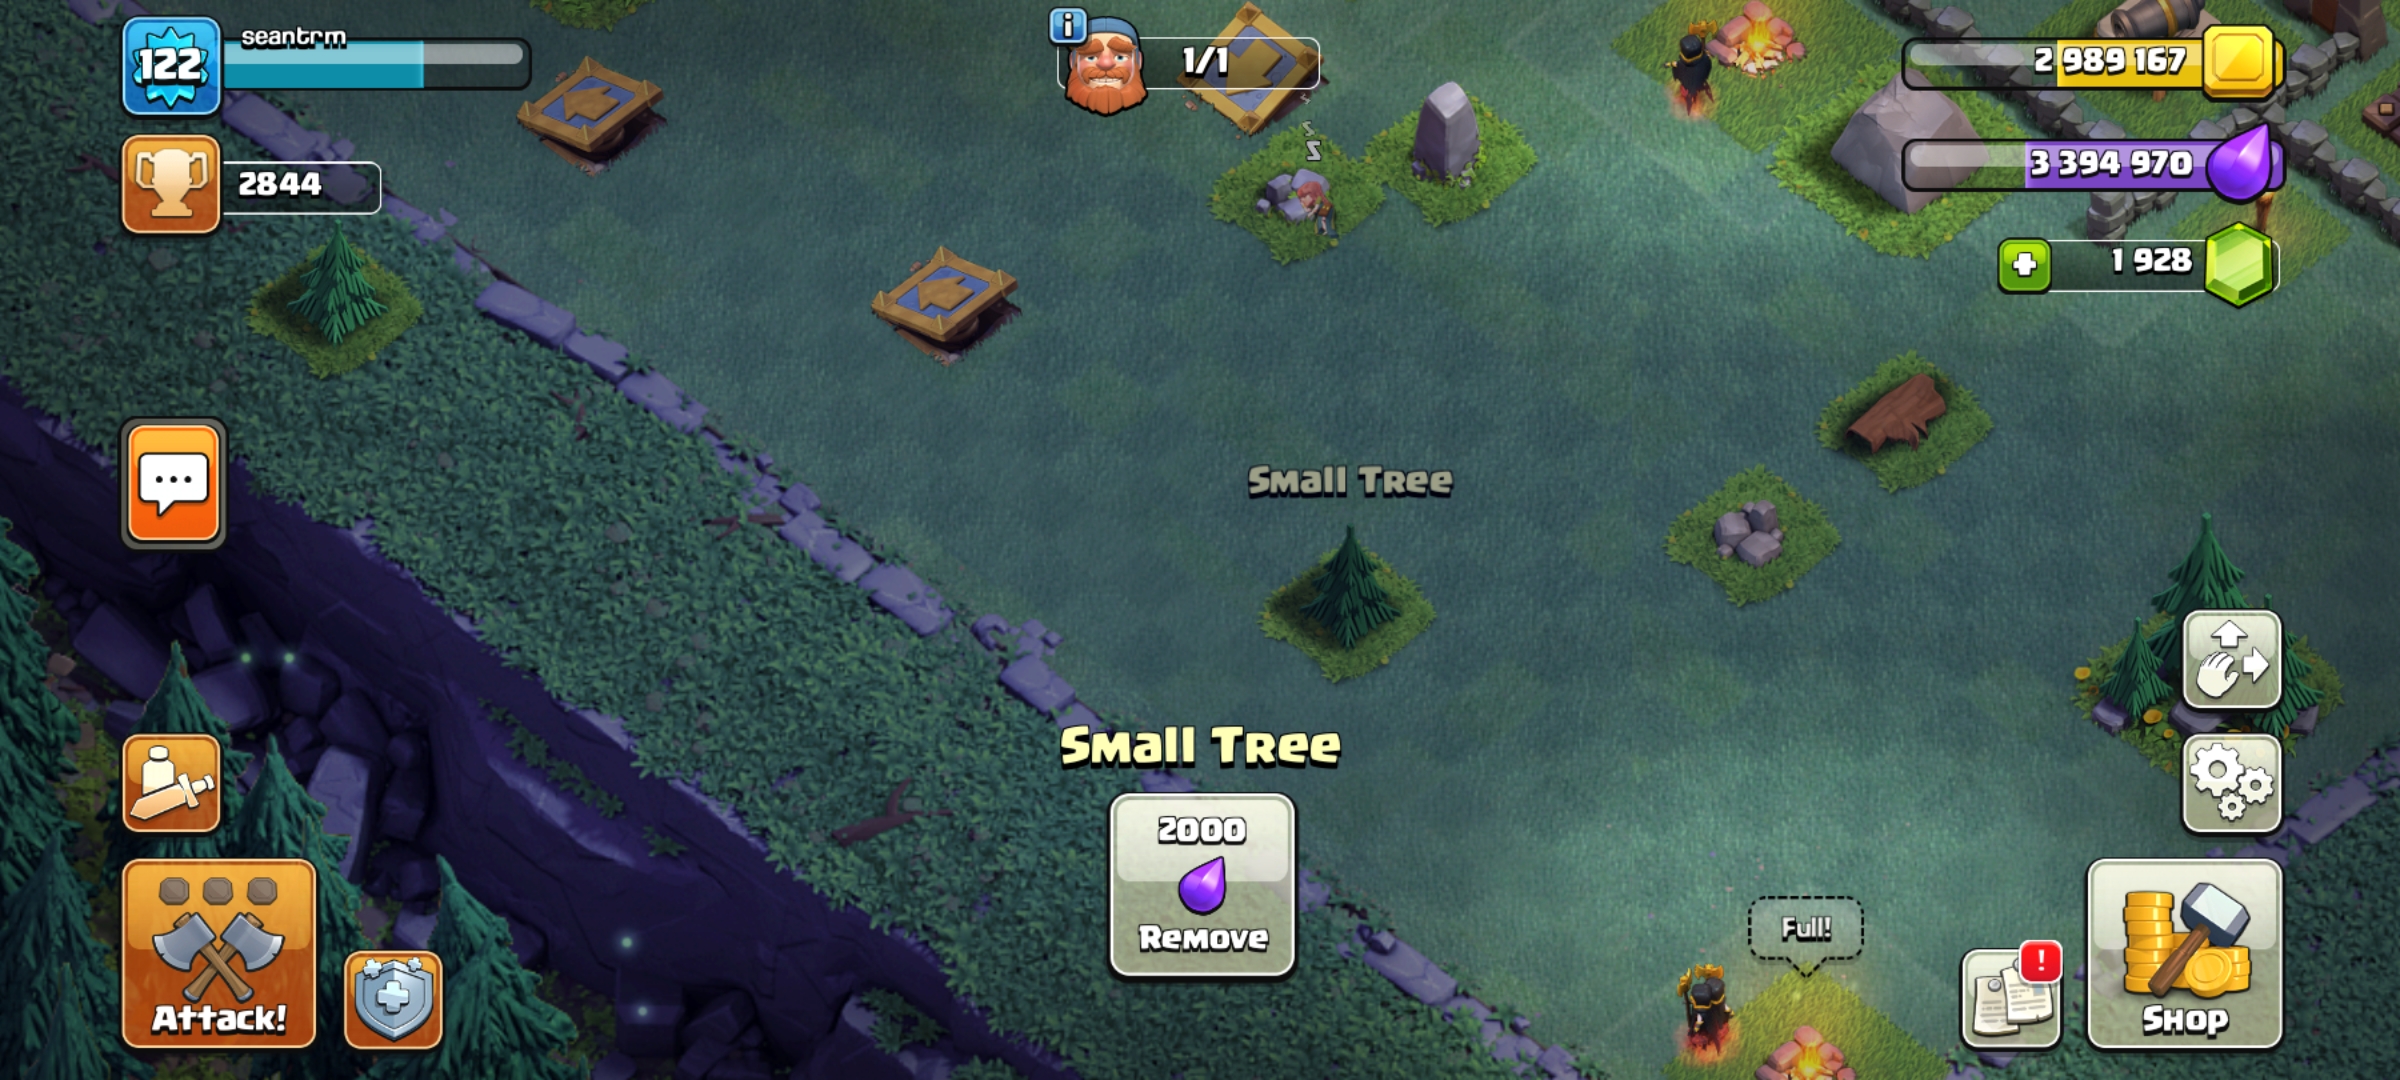 122
seantrm
i
1/1
2 989 167
2844
3 394 970
1 928
z
z
Small Tree
Small Tree
2000
Remove
Attack!
Full!
!
Shop